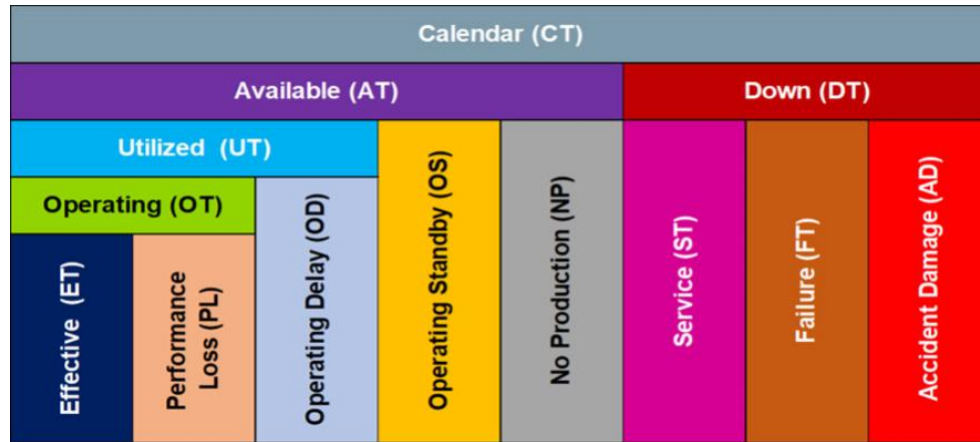 Calendar (CT)
Available (AT)
Down (DT)
Utilized (UT)
Operating (OT)
Effective (ET)
Performance
Loss (PL)
Operating Delay (OD)
Operating Standby (OS)
No Production (NP)
Service (ST)
Failure (FT)
Accident Damage (AD)